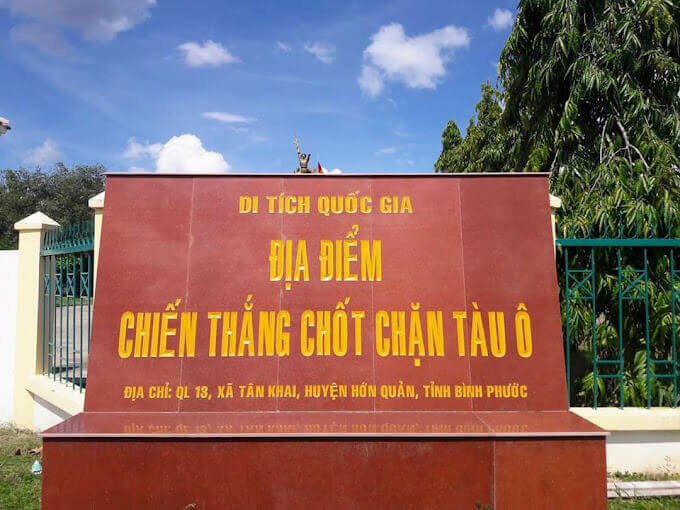 DI TÍCH QUỐC GIA
ĐỊA ĐIỂM
CHIẾN THẮNG CHỐT CHẶN TÀU Ô
ĐỊA CHỈ: QL 13, XÃ TÂN KHAI, HUYỆN HỚN QUẢN, TỈNH BÌNH PHƯỚC